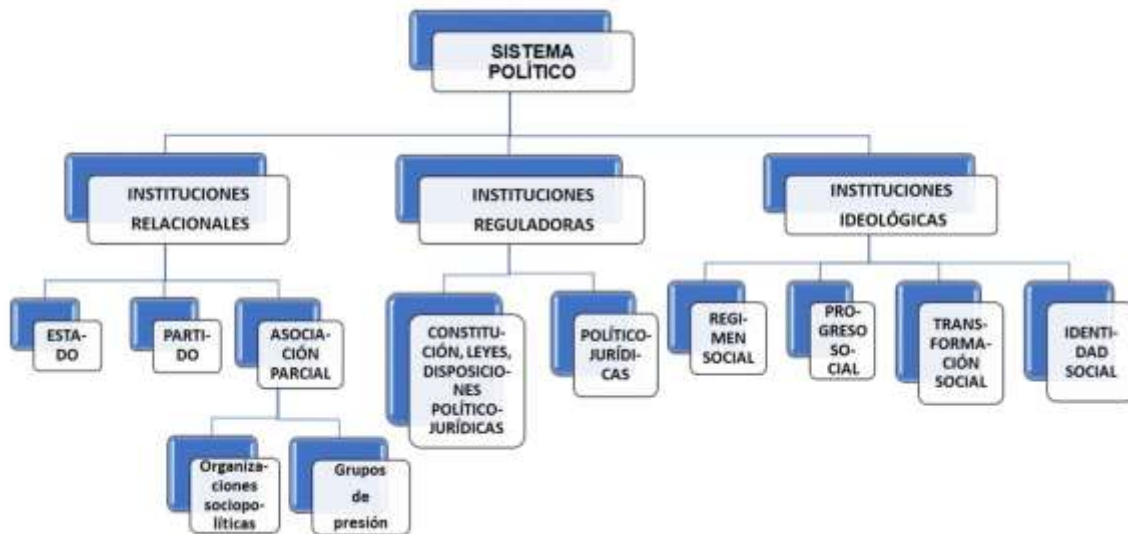 SISTEMA
POLÍTICO
INSTITUCIONES
RELACIONALES
INSTITUCIONES
REGULADORAS
INSTITUCIONES
IDEOLÓGICAS
ESTA-
DO
PARTI-
DO
ASOCIA-
CIÓN
PARCIAL
CONSTITU-
CIÓN, LEYES,
DISPOSICIO-
NES
POLÍTICO-
JURÍDICAS
POLÍTICO-
JURÍDI-
CAS
REGI-
MEN
SOCIAL
PRO-
GRESO
SO-
CIAL
TRANS-
FORMA-
CIÓN
SOCIAL
IDENTI-
DAD
SOCIAL
Organiza-
ciones
sociopo-
líticas
Grupos
de
presión